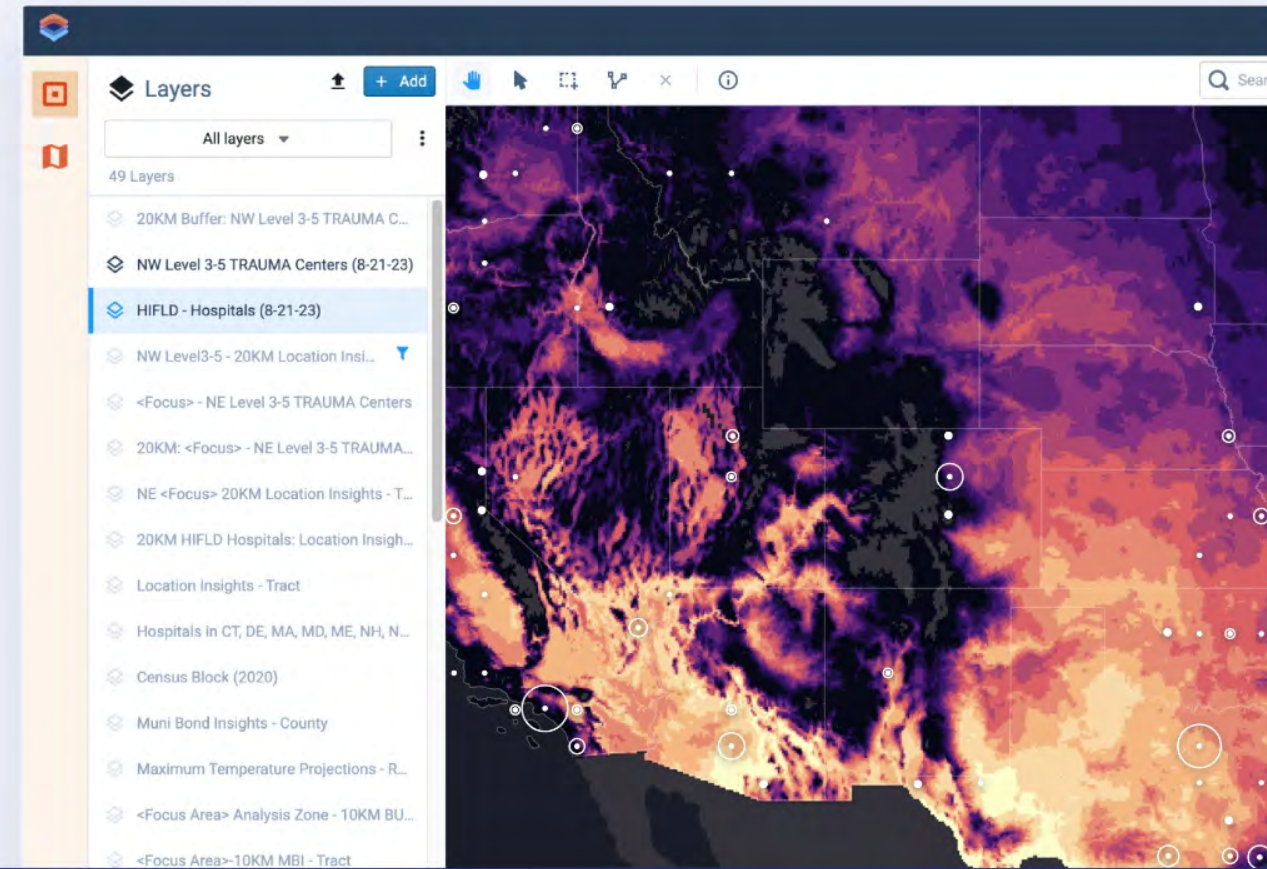 Layers
+ Add
Sear
All layers
49 Layers
20KM Buffer: NW Level 3-5 TRAUMA C...
NW Level 3-5 TRAUMA Centers (8-21-23)
HIFLD - Hospitals (8-21-23)
NW Level3-5 - 20KM Location Insi...
<Focus> - NE Level 3-5 TRAUMA Centers
20KM: <Focus> - NE Level 3-5 TRAUMA...
NE <Focus> 20KM Location Insights - T...
20KM HIFLD Hospitals: Location Insigh...
Location Insights - Tract
Hospitals in CT, DE, MA, MD, ME, NH, N...
Census Block (2020)
Muni Bond Insights - County
Maximum Temperature Projections - R...
<Focus Area> Analysis Zone - 10KM BU...
<Focus Area>-10KM MBI - Tract